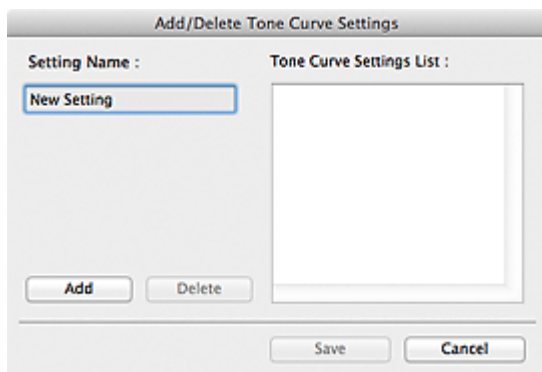 Add/Delete Tone Curve Settings
Setting Name :
Tone Curve Settings List :
New Setting
Add
Delete
Save
Cancel